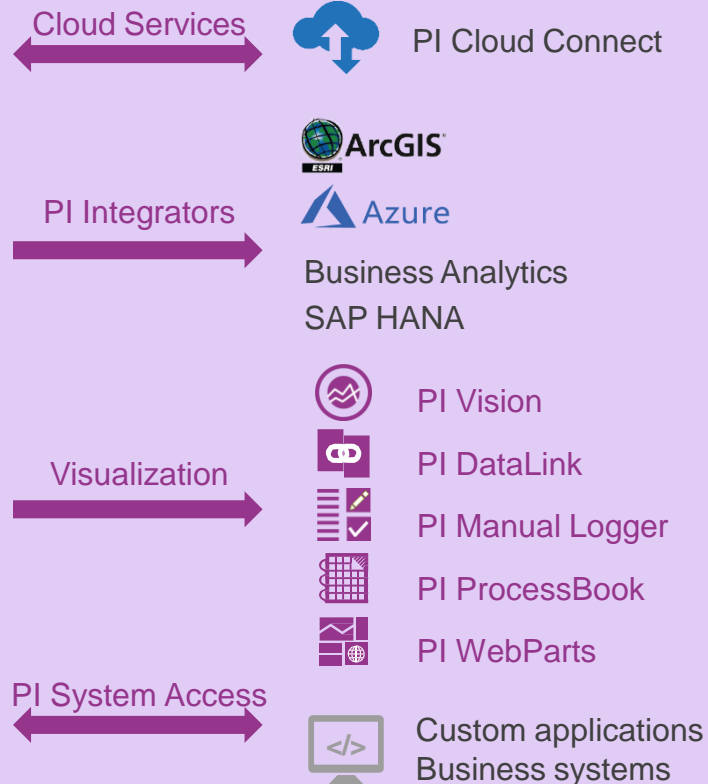 Cloud Services
PI Cloud Connect
ArcGIS
ESRI
PI Integrators
Azure
Business Analytics
SAP HANA
PI Vision
Visualization
PI DataLink
PI Manual Logger
PI ProcessBook
PI WebParts
PI System Access
</>
Custom applications
Business systems